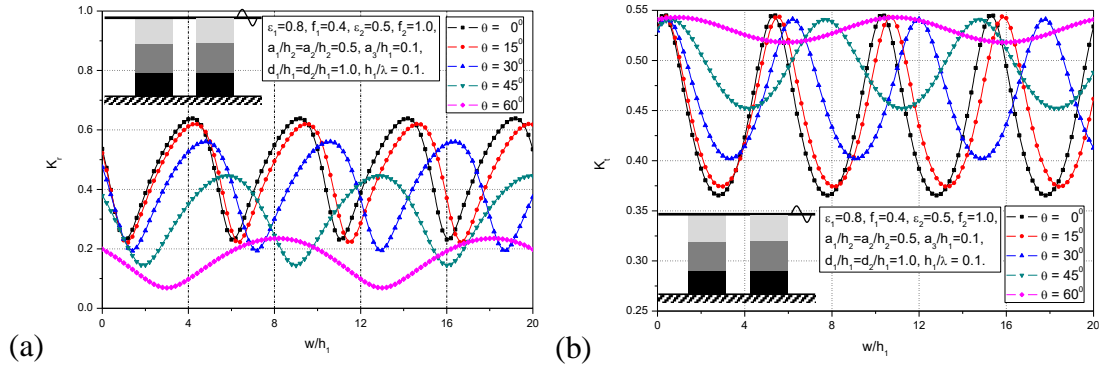 ε₁=0.8, f₁=0.4, ε₂=0.5, f₂=1.0,
a₁/h₂=a₂/h₂=0.5, a₃/h₁=0.1,
d₁/h₁=d₂/h₁=1.0, h₁/λ = 0.1.
θ = 0⁰
θ = 15⁰
θ = 30⁰
θ = 45⁰
θ = 60⁰
1.0
0.8
0.6
0.4
0.2
0.0
Kᵣ
0 4 8 12 16 20
w/h₁
(a)
0.55
0.50
0.45
0.40
0.35
0.30
0.25
Kₜ
ε₁=0.8, f₁=0.4, ε₂=0.5, f₂=1.0,
a₁/h₂=a₂/h₂=0.5, a₃/h₁=0.1,
d₁/h₁=d₂/h₁=1.0, h₁/λ = 0.1.
θ = 0⁰
θ = 15⁰
θ = 30⁰
θ = 45⁰
θ = 60⁰
0 4 8 12 16 20
w/h₁
(b)